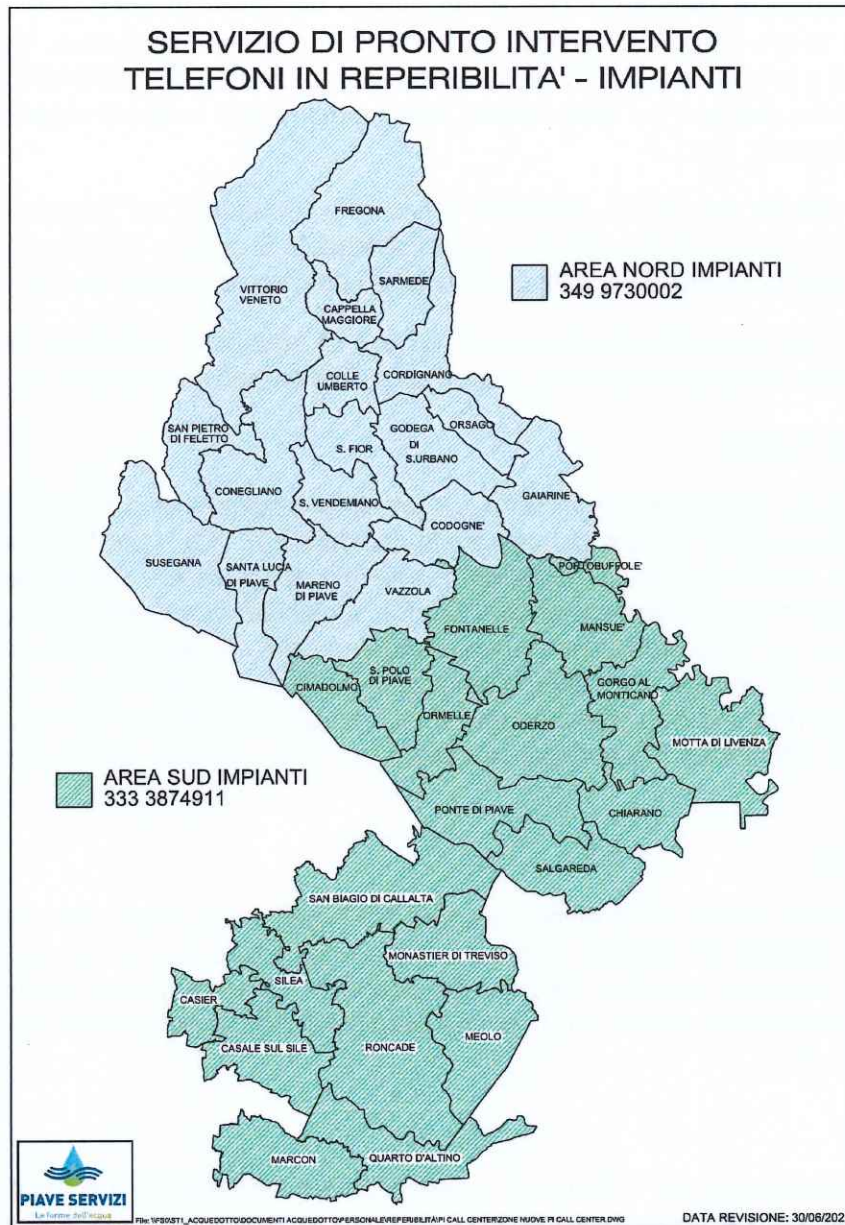 SERVIZIO DI PRONTO INTERVENTO
TELEFONI IN REPERIBILITA' - IMPIANTI
FREGONA
SARMEDE
VITTORIO
VENETO
CAPPELLA
MAGGIORE
AREA NORD IMPIANTI
349 9730002
COLLE
UMBERTO
CORDIGNANO
SAN PIETRO
DI FELETTO
S. FIOR
GODEGA
DI
S.URBANO
ORSAGO
CONEGLIANO
S. VENDEMIANO
GAIARINE
CODOGNE'
SUSEGANA
SANTA LUCIA
DI PIAVE
MARENO
DI PIAVE
VAZZOLA
PORTOBUFFOLE'
FONTANELLE
MANSUE'
CIMADOLMO
S. POLO
DI PIAVE
ORMELLE
ODERZO
GORGO AL
MONTICANO
MOTTA DI LIVENZA
AREA SUD IMPIANTI
333 3874911
PONTE DI PIAVE
CHIARANO
SALGAREDA
SAN BIAGIO DI CALLALTA
MONASTIER DI TREVISO
SILEA
CASIER
CASALE SUL SILE
RONCADE
MEOLO
MARCON
QUARTO D'ALTINO
PIAVE SERVIZI
Le forme dell'acqua
DATA REVISIONE: 30/06/202